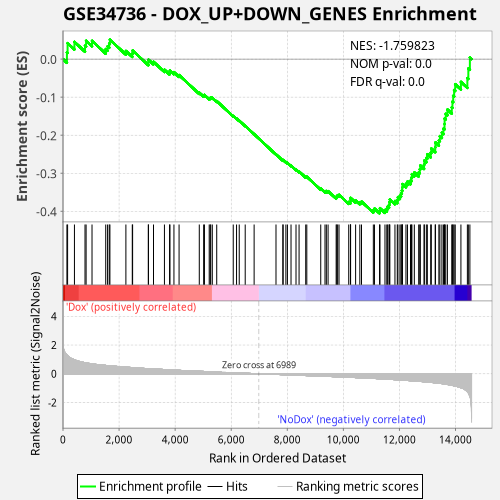 GSE34736 - DOX_UP+DOWN_GENES Enrichment
Enrichment score (ES)
0.0
-0.1
-0.2
-0.3
-0.4
NES: -1.759823
NOM p-val: 0.0
FDR q-val: 0.0
'Dox' (positively correlated)
Ranked list metric (Signal2Noise)
4
2
0
-2
Zero cross at 6989
'NoDox' (negatively correlated)
0
2,000
4,000
6,000
8,000
10,000
12,000
14,000
Rank in Ordered Dataset
Enrichment profile
Hits
Ranking metric scores